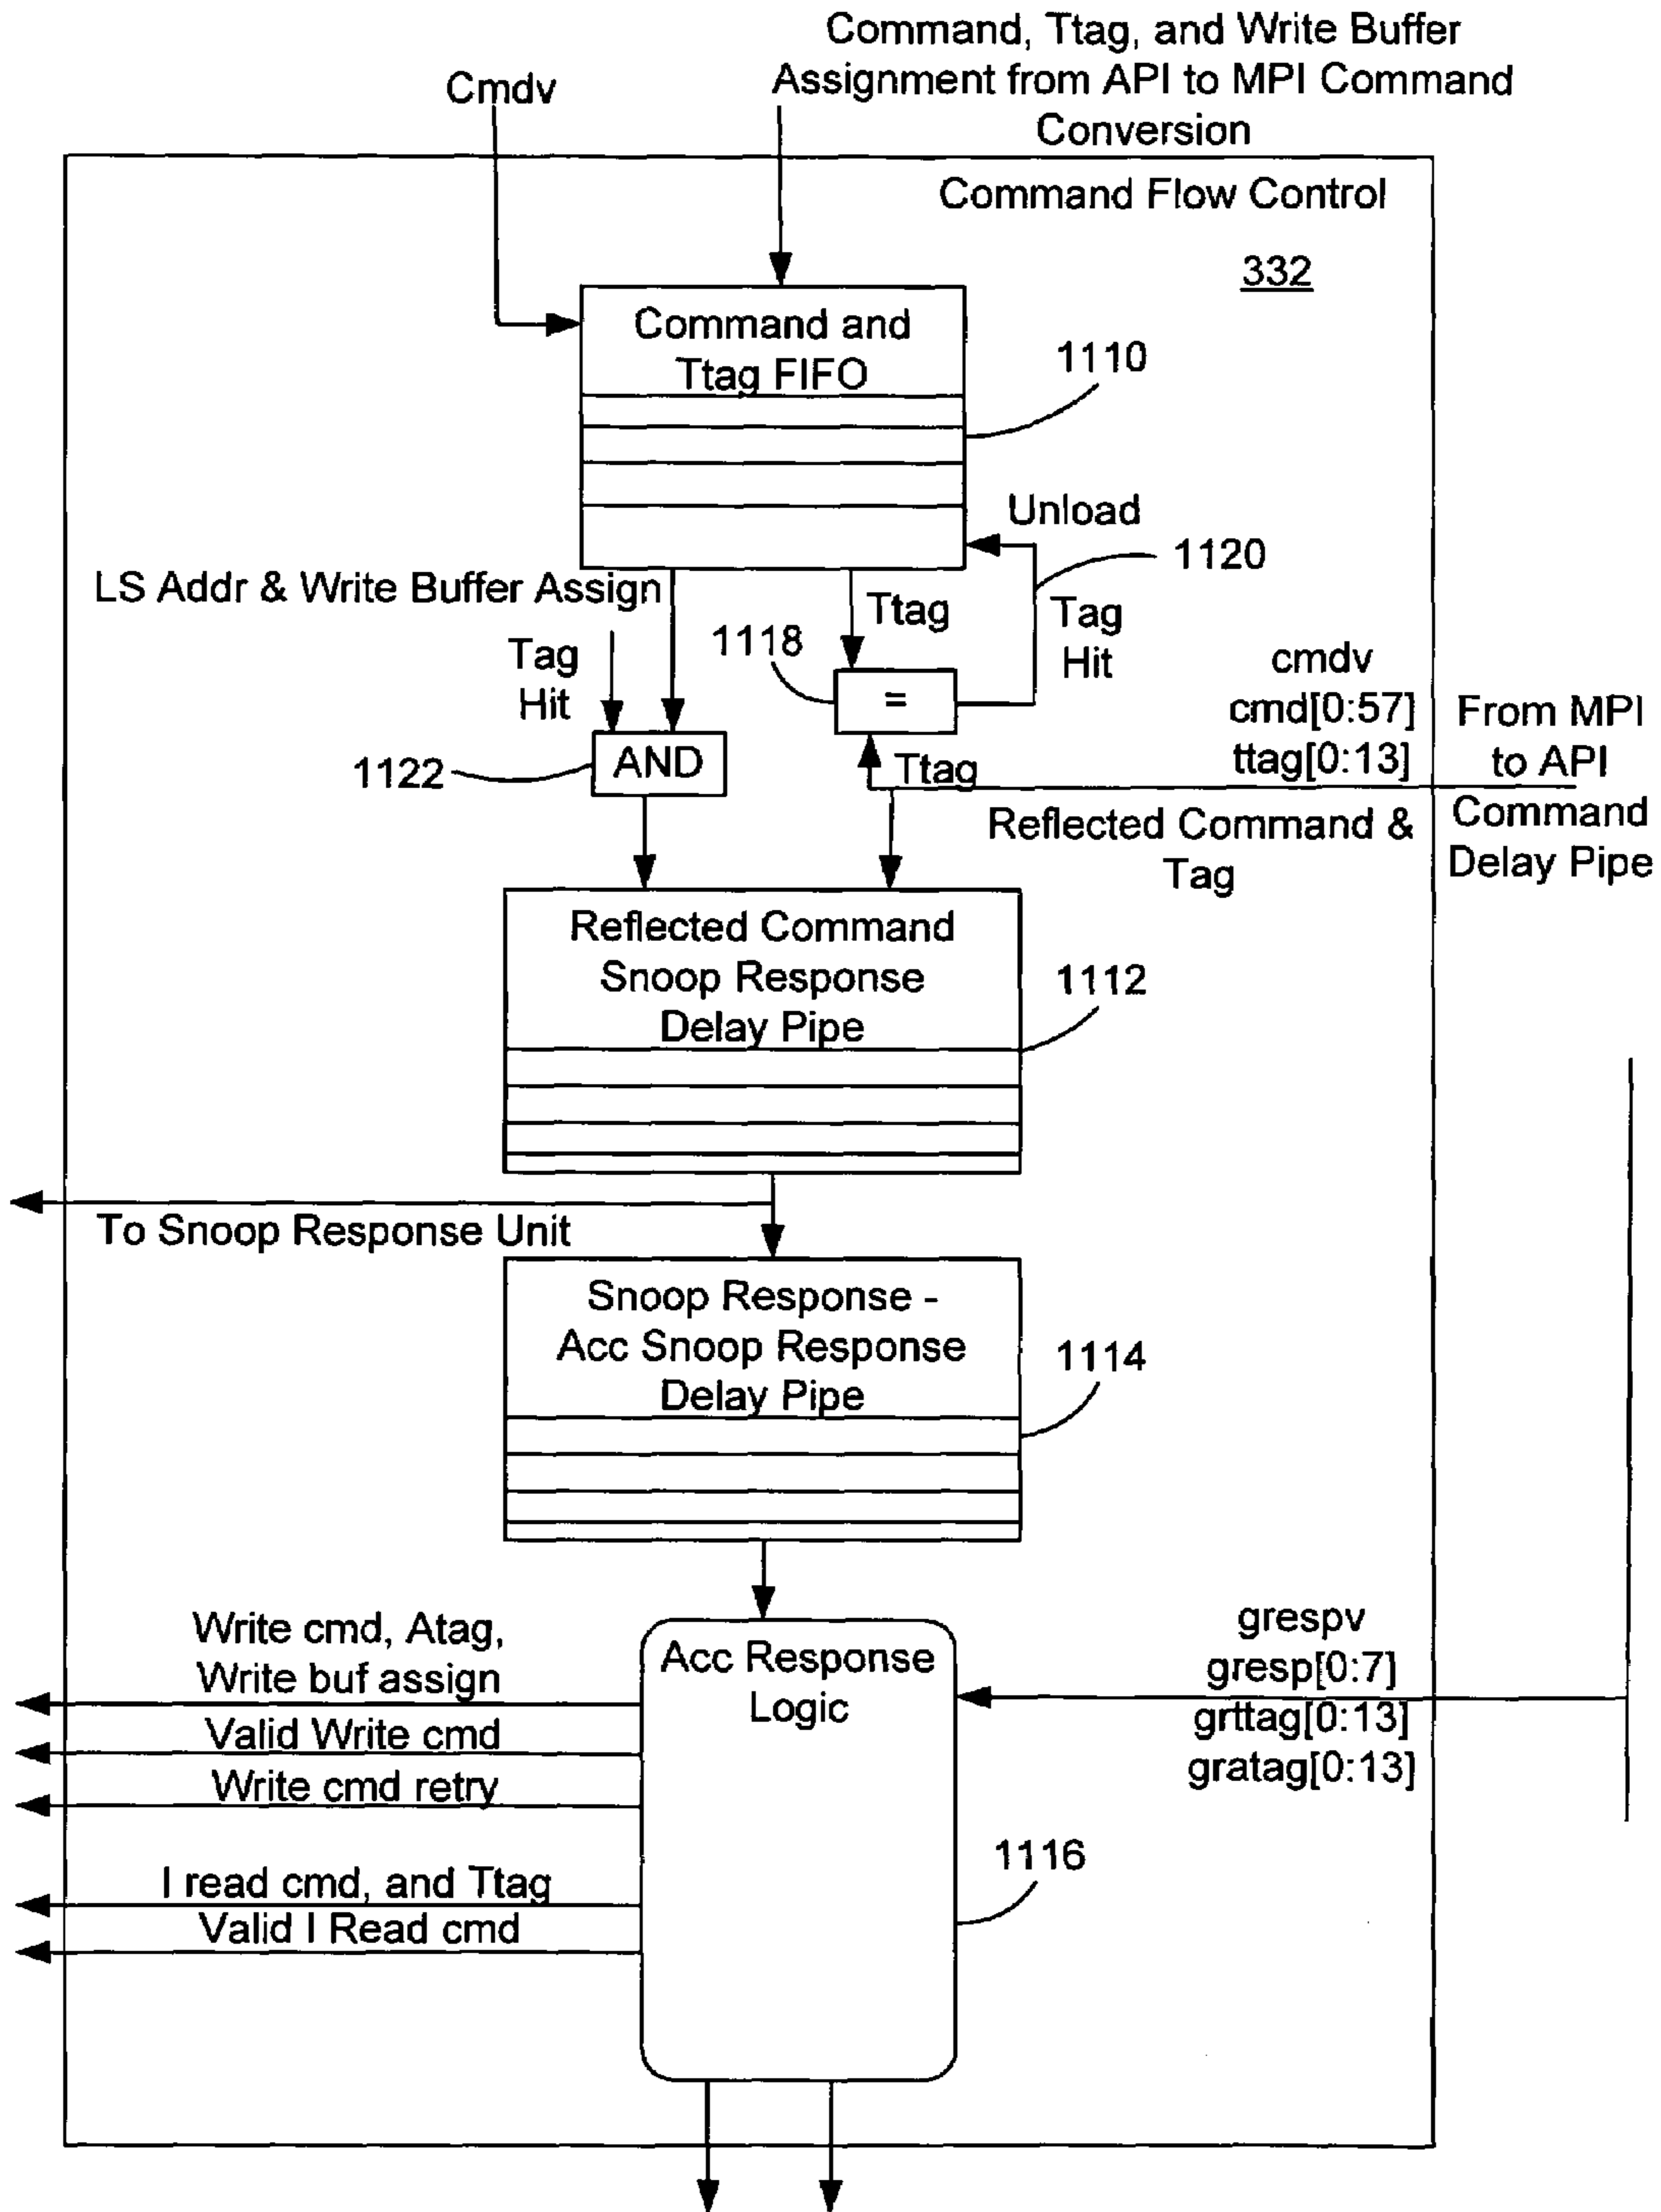 Command, Ttag, and Write Buffer
Assignment from API to MPI Command
Conversion
Cmdv
Command Flow Control
332
Command and
Ttag FIFO
1110
Unload
1120
LS Addr & Write Buffer Assign
Ttag
Tag
Hit
1118
Tag
Hit
=
cmdv
cmd[0:57]
ttag[0:13]
From MPI
to API
Command
Delay Pipe
AND
1122
Ttag
Reflected Command &
Tag
Reflected Command
Snoop Response
Delay Pipe
1112
To Snoop Response Unit
Snoop Response -
Acc Snoop Response
Delay Pipe
1114
Write cmd, Atag,
Write buf assign
Valid Write cmd
Write cmd retry
I read cmd, and Ttag
Valid I Read cmd
Acc Response
Logic
grespv
gresp[0:7]
grttag[0:13]
gratag[0:13]
1116